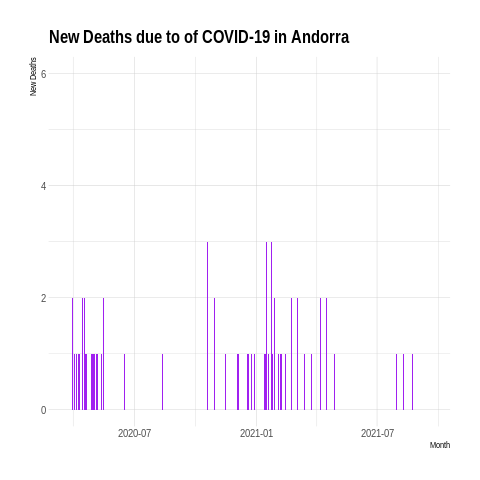 New Deaths due to of COVID-19 in Andorra
New Deaths
6
4
2
0
2020-07
2021-01
2021-07
Month